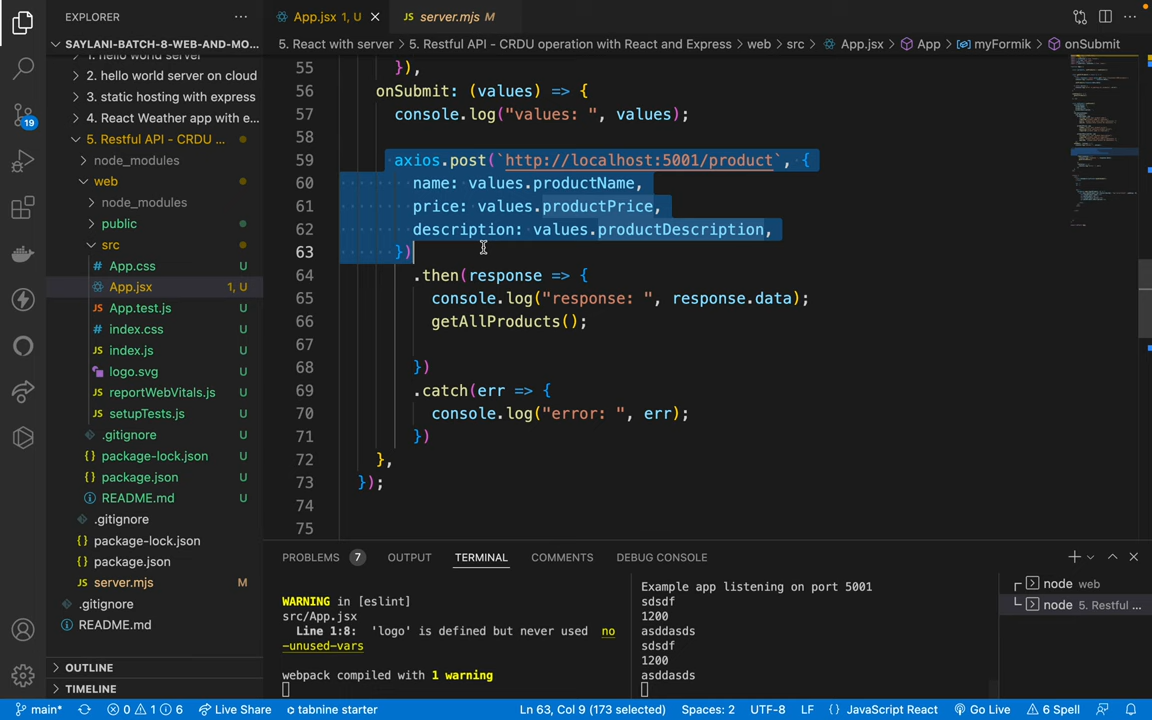 EXPLORER
App.jsx 1, U
server.mjs M
SAYLANI-BATCH-8-WEB-AND-MO...
5. React with server > 5. Restful API - CRDU operation with React and Express > web > src > App.jsx > App > myFormik > onSubmit
1. hello world server
2. hello world server on cloud
3. static hosting with express
4. React Weather app with e...
5. Restful API - CRDU ...
node_modules
web
node_modules
public
src
App.css U
App.jsx 1, U
App.test.js U
index.css U
index.js U
logo.svg U
reportWebVitals.js U
setupTests.js U
.gitignore U
package-lock.json U
package.json U
README.md U
.gitignore
package-lock.json
package.json
server.mjs M
.gitignore
README.md
OUTLINE
TIMELINE
19
55 }),
56 onSubmit: (values) => {
57 console.log("values: ", values);
58
59 axios.post(`http://localhost:5001/product`, {
60 name: values.productName,
61 price: values.productPrice,
62 description: values.productDescription,
63 })
64 .then(response => {
65 console.log("response: ", response.data);
66 getAllProducts();
67
68 })
69 .catch(err => {
70 console.log("error: ", err);
71 })
72 },
73 });
74
75
PROBLEMS 7 OUTPUT TERMINAL COMMENTS DEBUG CONSOLE
WARNING in [eslint]
src/App.jsx
Line 1:8: 'logo' is defined but never used no
-unused-vars
webpack compiled with 1 warning
Example app listening on port 5001
sdsdf
1200
asddasds
sdsdf
1200
asddasds
node web
node 5. Restful ...
main* 0 1 6 Live Share tabnine starter Ln 63, Col 9 (173 selected) Spaces: 2 UTF-8 LF {} JavaScript React Go Live 6 Spell